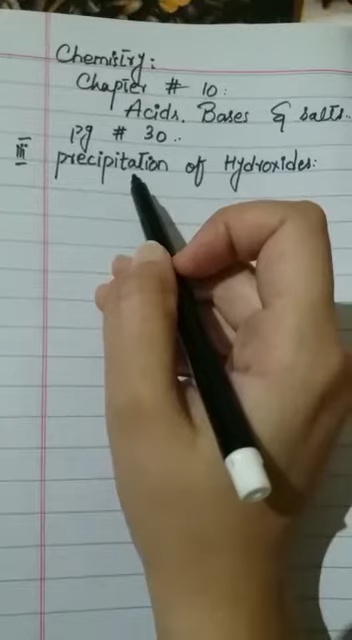 Chemistry:
Chapter # 10:
Acids, Bases & salts.
pg # 30..
iii precipitation of Hydroxides: